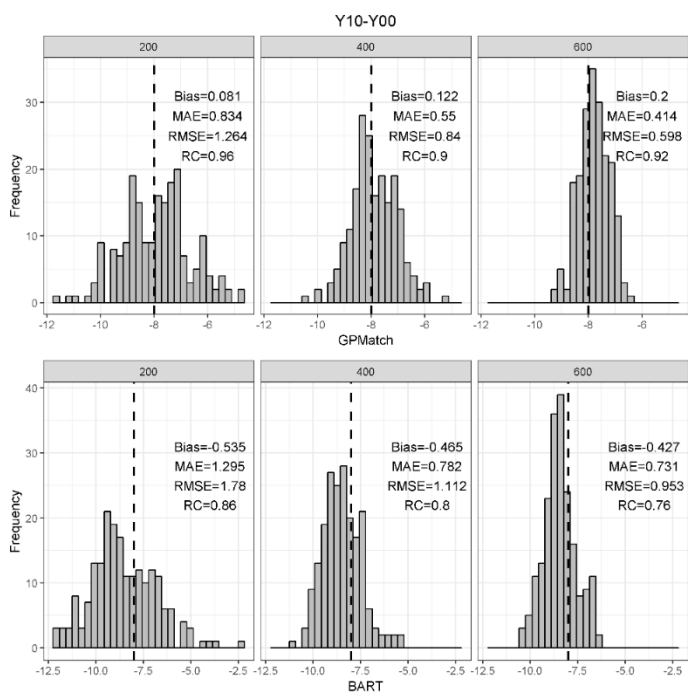 Y10-Y00
200
400
600
Bias=0.081
MAE=0.834
RMSE=1.264
RC=0.96
Bias=0.122
MAE=0.55
RMSE=0.84
RC=0.9
Bias=0.2
MAE=0.414
RMSE=0.598
RC=0.92
Frequency
30
20
10
0
-12 -10 -8 -6
-12 -10 -8 -6
-12 -10 -8 -6
GPMatch
200
400
600
Bias=-0.535
MAE=1.295
RMSE=1.78
RC=0.86
Bias=-0.465
MAE=0.782
RMSE=1.112
RC=0.8
Bias=-0.427
MAE=0.731
RMSE=0.953
RC=0.76
Frequency
40
30
20
10
0
-10.0 -7.5 -5.0 -2.5
-10.0 -7.5 -5.0 -2.5
-10.0 -7.5 -5.0 -2.5
BART